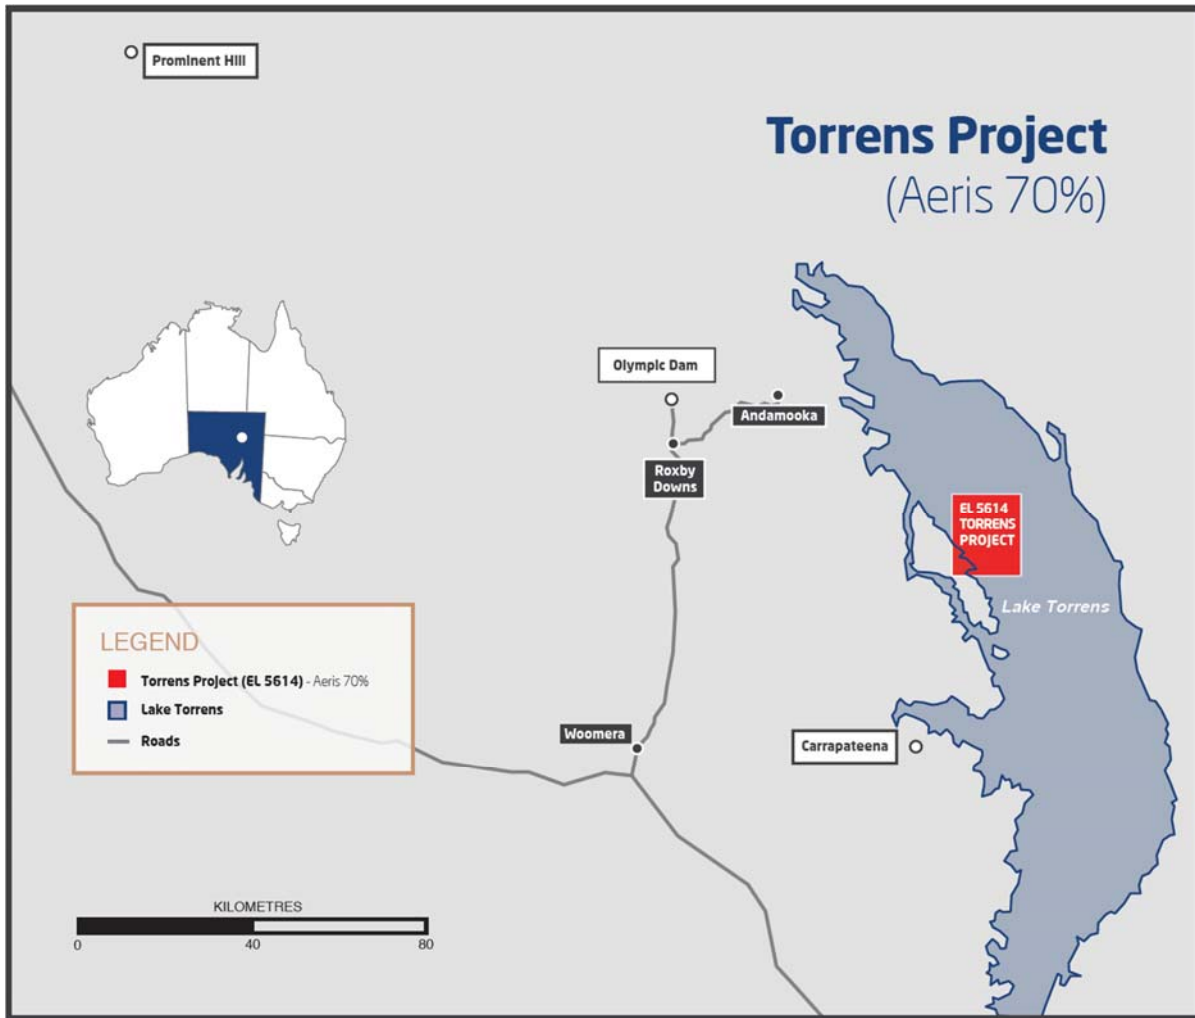 Prominent Hill
Torrens Project
(Aeris 70%)
Olympic Dam
Andamooka
Roxby
Downs
EL 5614
TORRENS
PROJECT
Lake Torrens
LEGEND
Torrens Project (EL 5614) - Aeris 70%
Lake Torrens
Roads
Woomera
Carrapateena
KILOMETRES
0 40 80